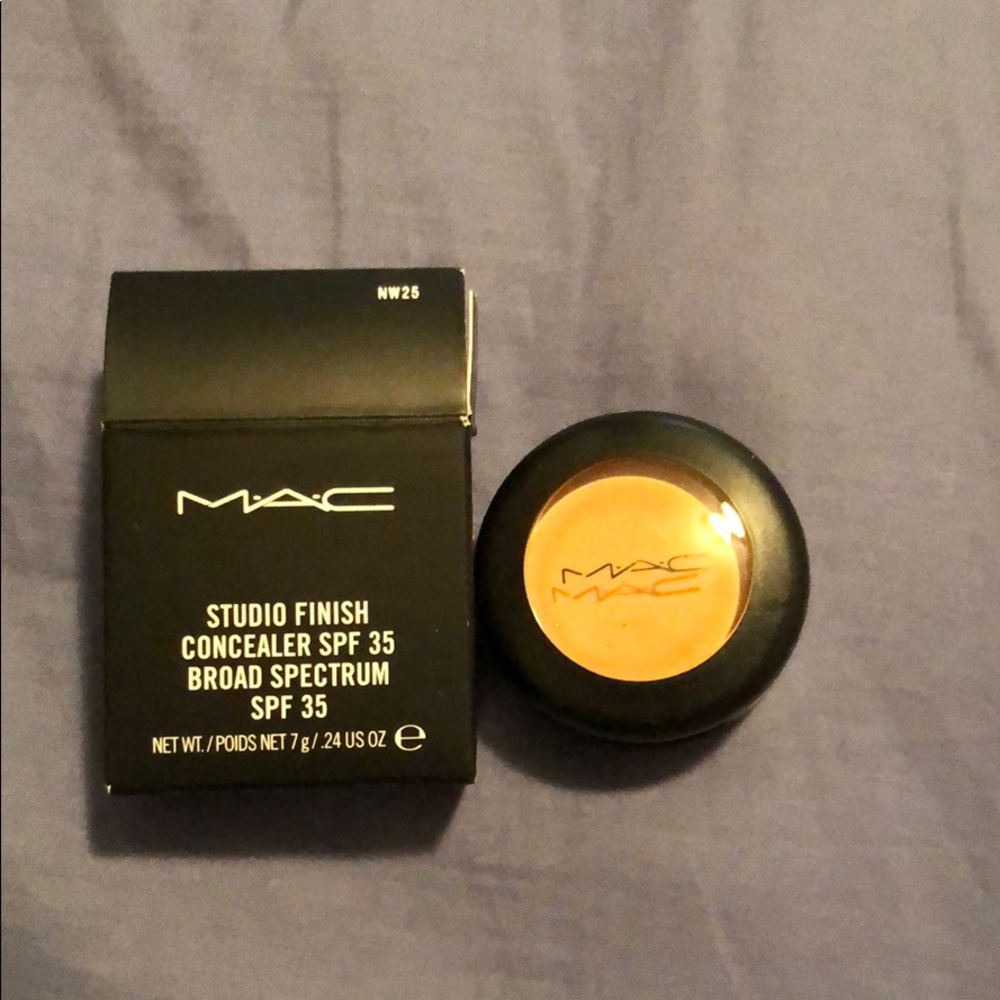 NW25
M·A·C
STUDIO FINISH
CONCEALER SPF 35
BROAD SPECTRUM
SPF 35
NET WT./POIDS NET 7 g/.24 US OZ ℮
M·A·C